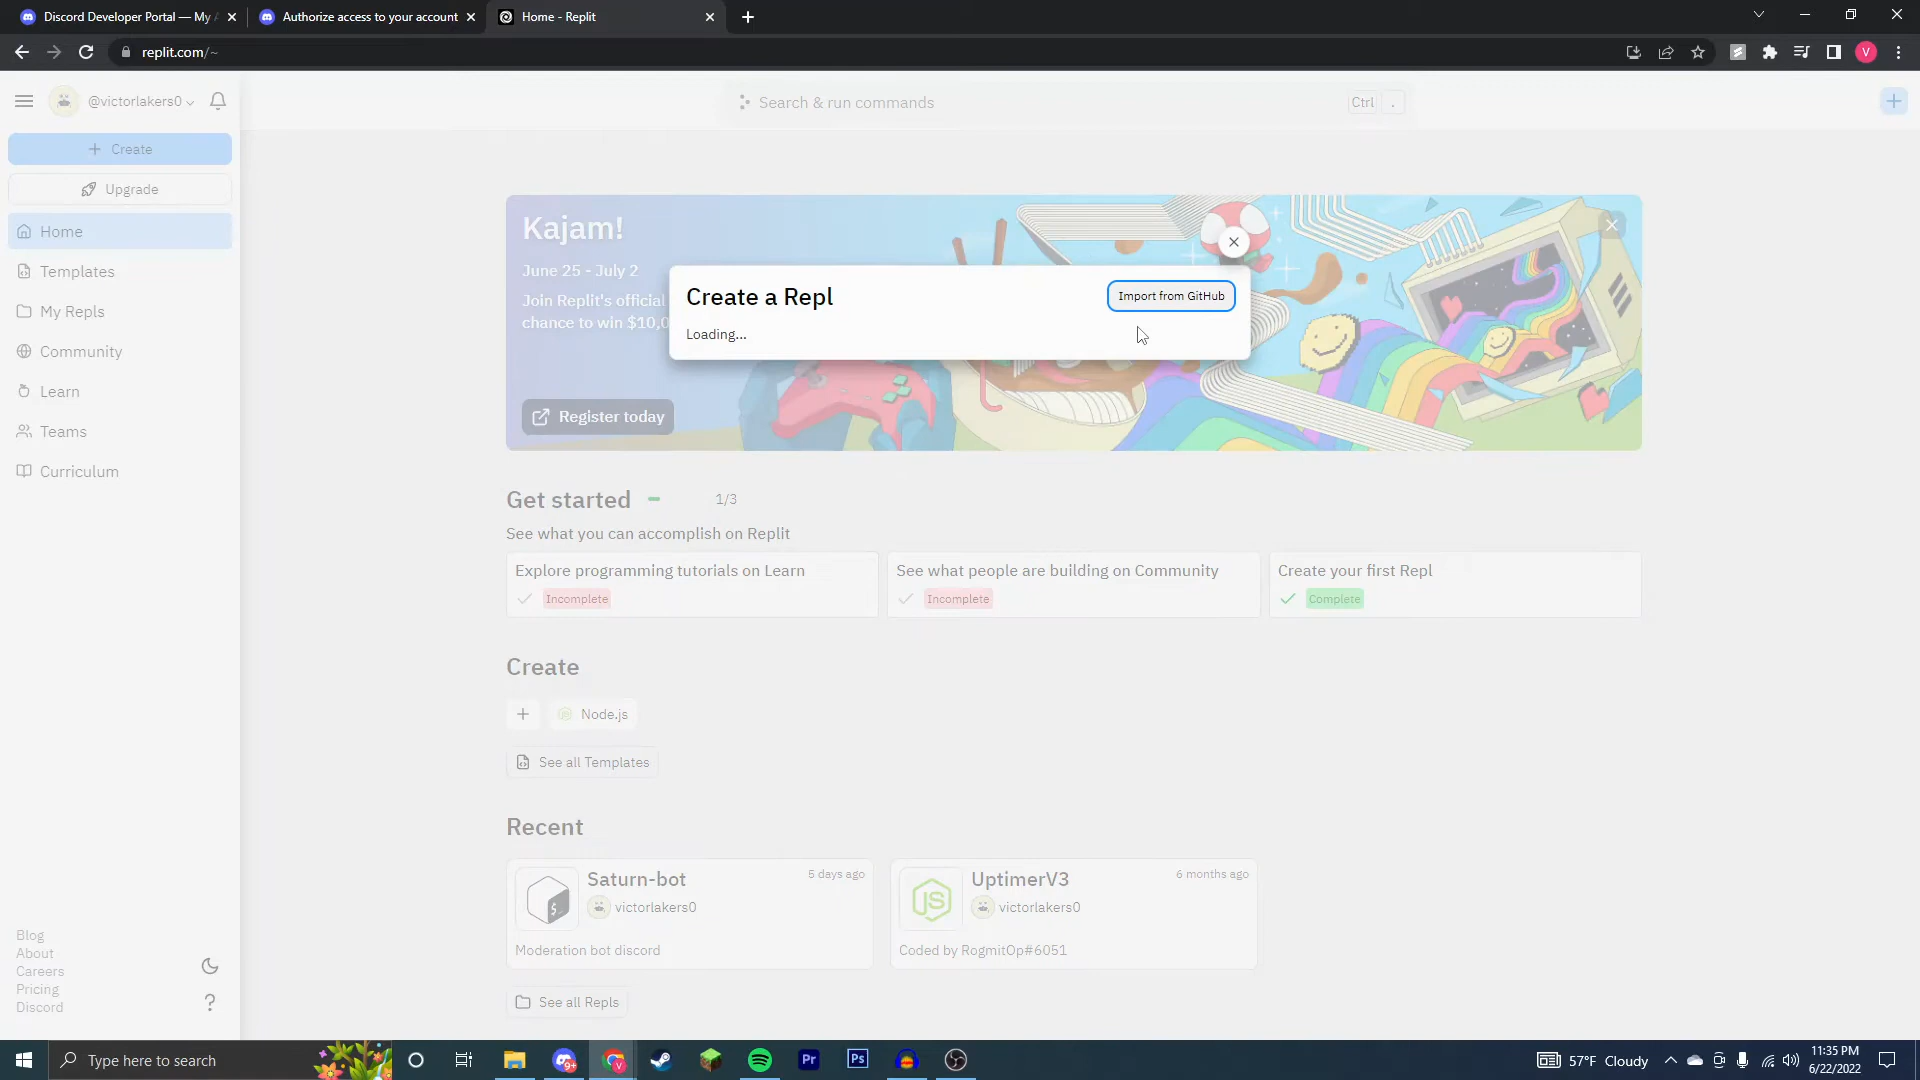 Discord Developer Portal — My A
Authorize access to your account
Home - Replit
replit.com/~
V
@victorlakers0
Search & run commands
Ctrl .
Create
Upgrade
Home
Templates
My Repls
Community
Learn
Teams
Curriculum
Kajam!
June 25 - July 2
Join Replit's official
chance to win $10,0
Register today
Create a Repl
Import from GitHub
Loading...
Get started
1/3
See what you can accomplish on Replit
Explore programming tutorials on Learn
Incomplete
See what people are building on Community
Incomplete
Create your first Repl
Complete
Create
Node.js
See all Templates
Recent
Saturn-bot
5 days ago
victorlakers0
Moderation bot discord
JS
UptimerV3
6 months ago
victorlakers0
Coded by RogmitOp#6051
See all Repls
Blog
About
Careers
Pricing
Discord
?
Type here to search
9+
V
Pr
Ps
57°F Cloudy
11:35 PM
6/22/2022